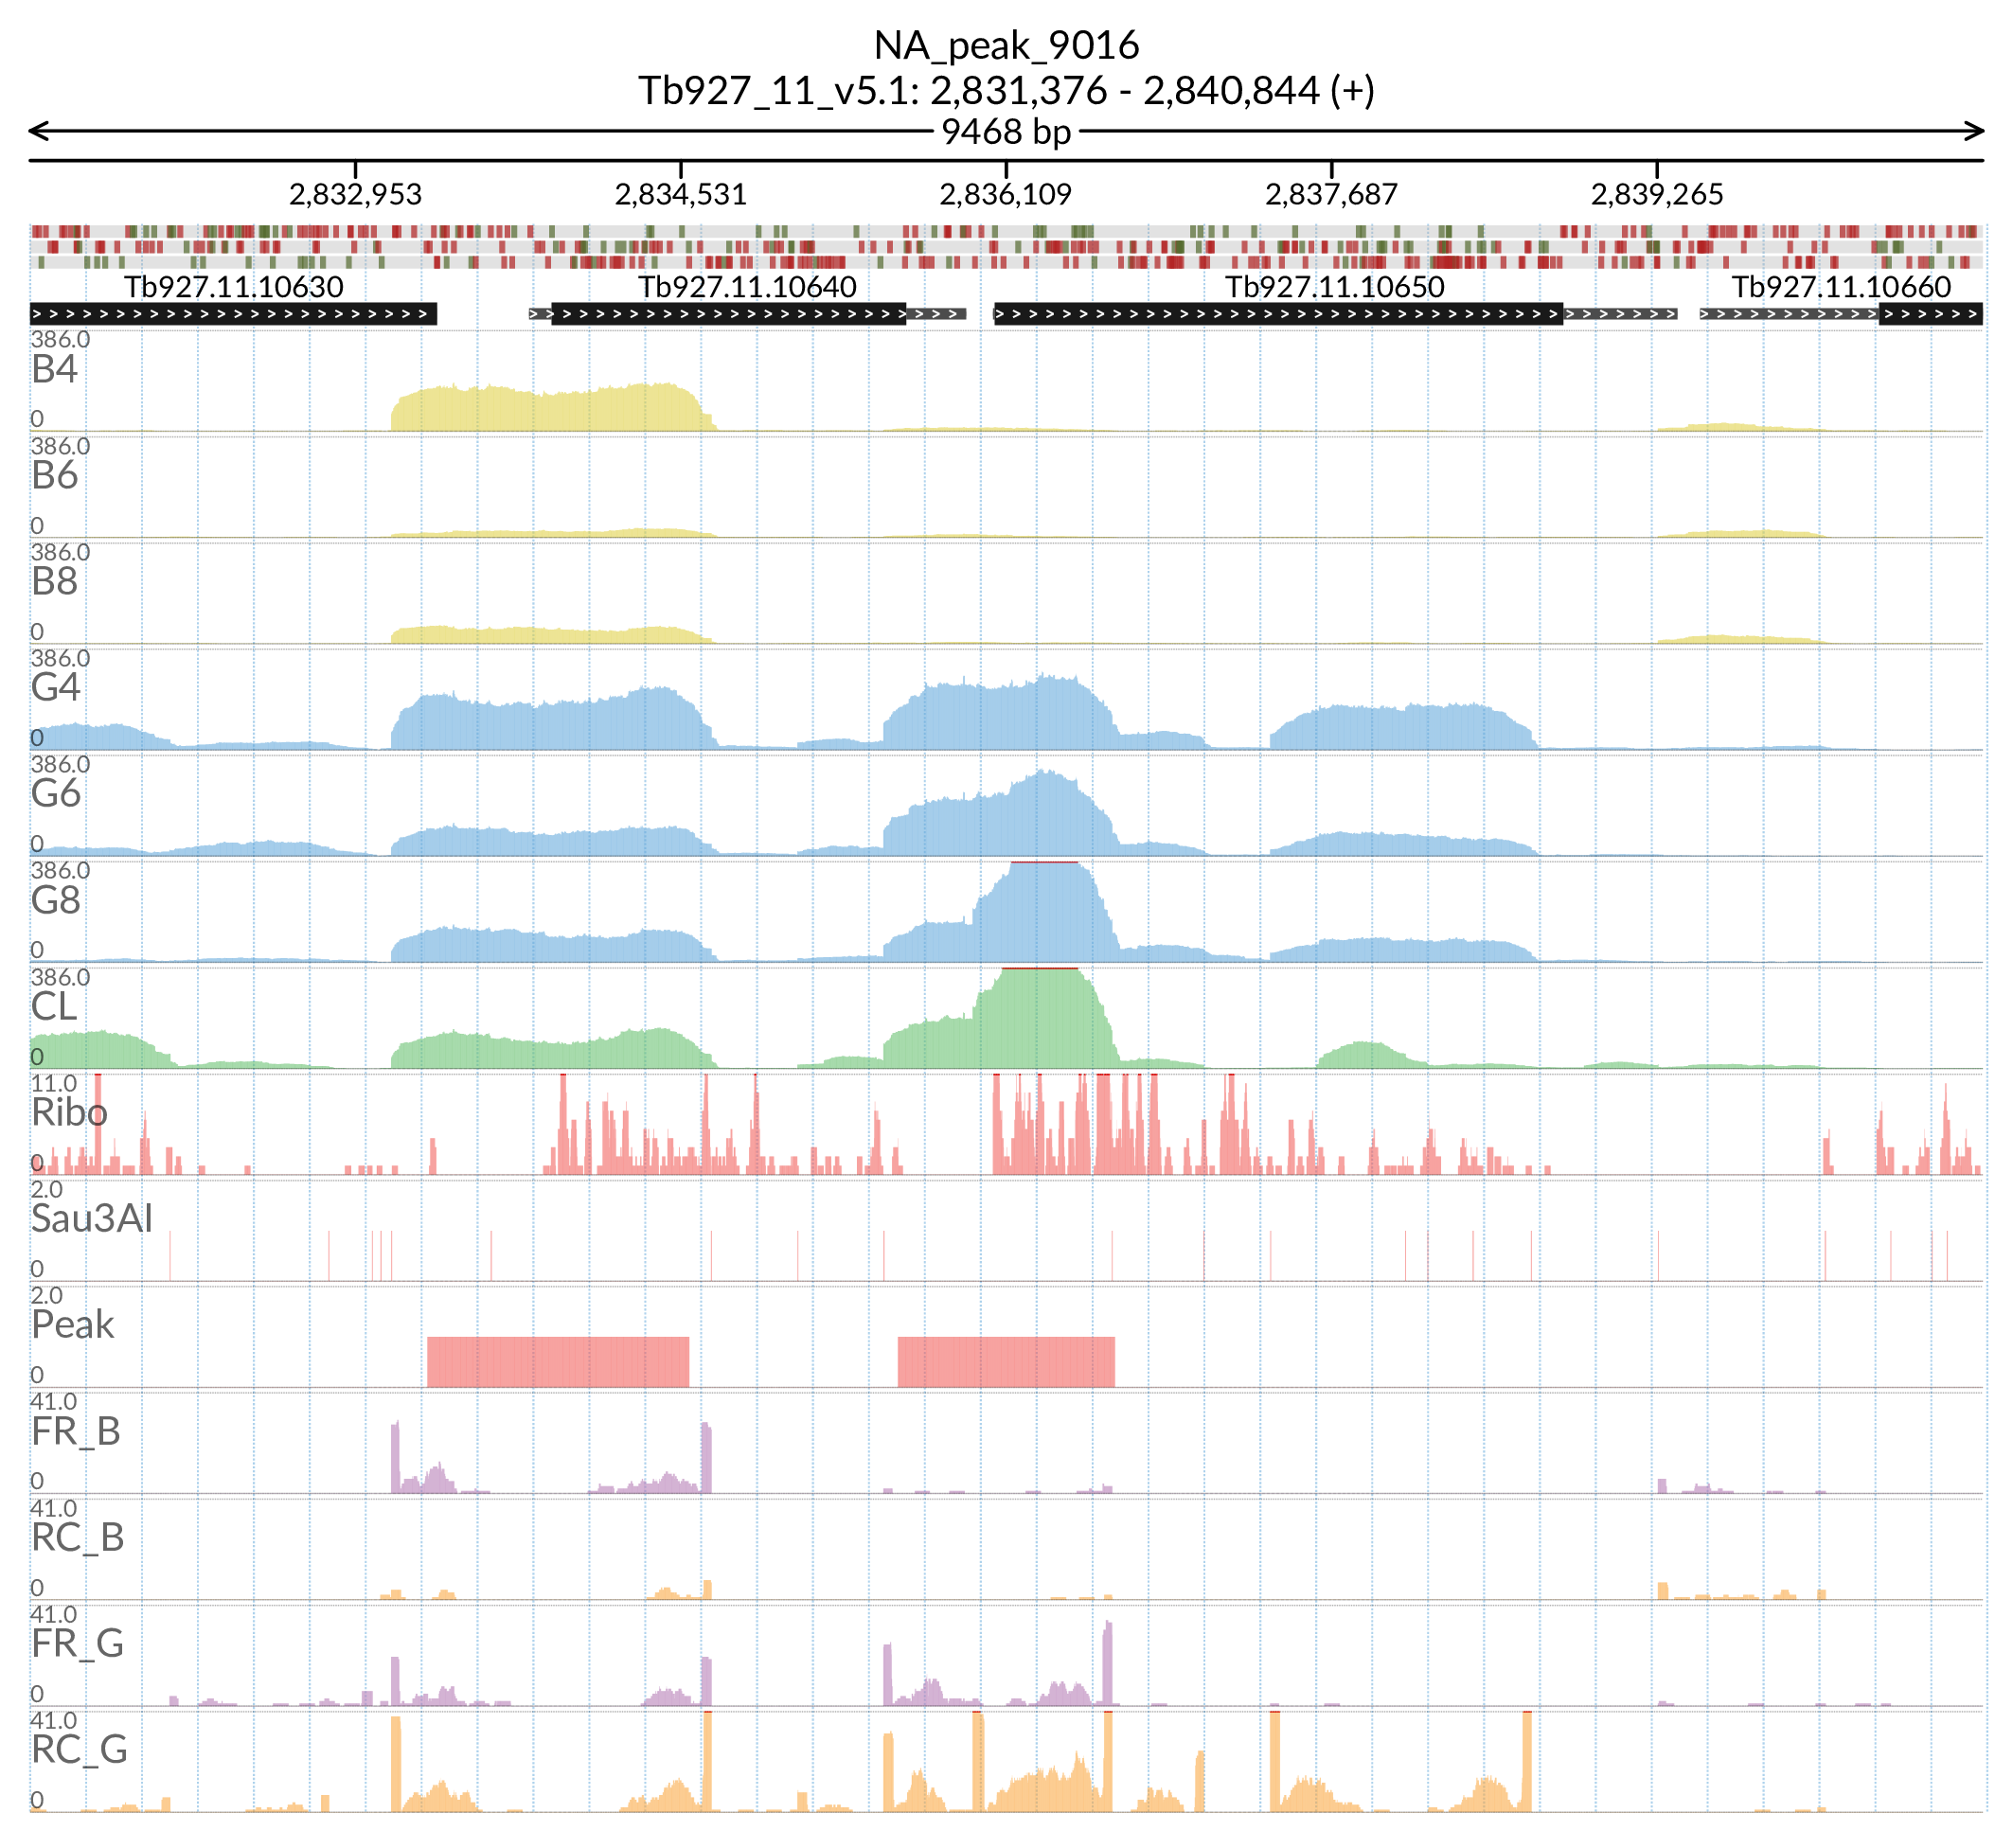 NA_peak_9016
Tb927_11_v5.1: 2,831,376 - 2,840,844 (+)
9468 bp
2,832,953 2,834,531 2,836,109 2,837,687 2,839,265
Tb927.11.10630 Tb927.11.10640 Tb927.11.10650 Tb927.11.10660
386.0
B4
0
386.0
B6
0
386.0
B8
0
386.0
G4
0
386.0
G6
0
386.0
G8
0
386.0
CL
0
11.0
Ribo
0
2.0
Sau3AI
0
2.0
Peak
0
41.0
FR_B
0
41.0
RC_B
0
41.0
FR_G
0
41.0
RC_G
0